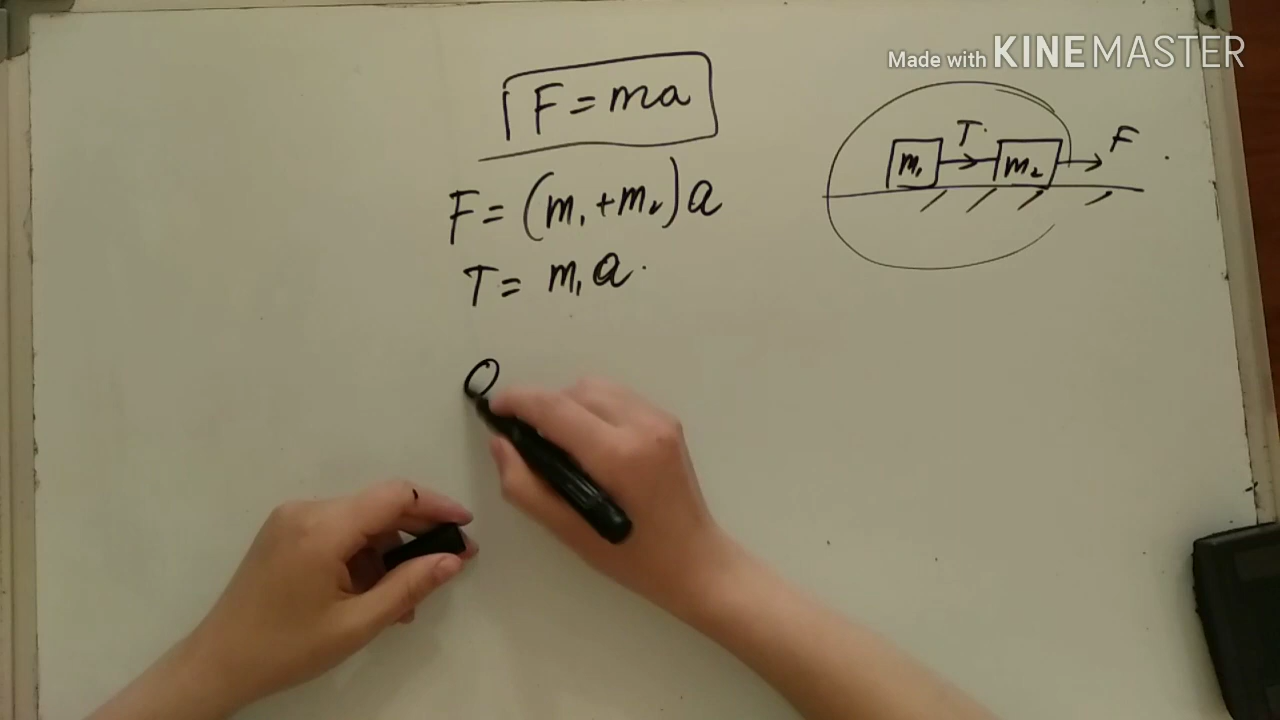 Made with KINEMASTER
F = ma
F = (m₁ + m₂) a
T = m₁ a.
T.
F
m₁
m₂